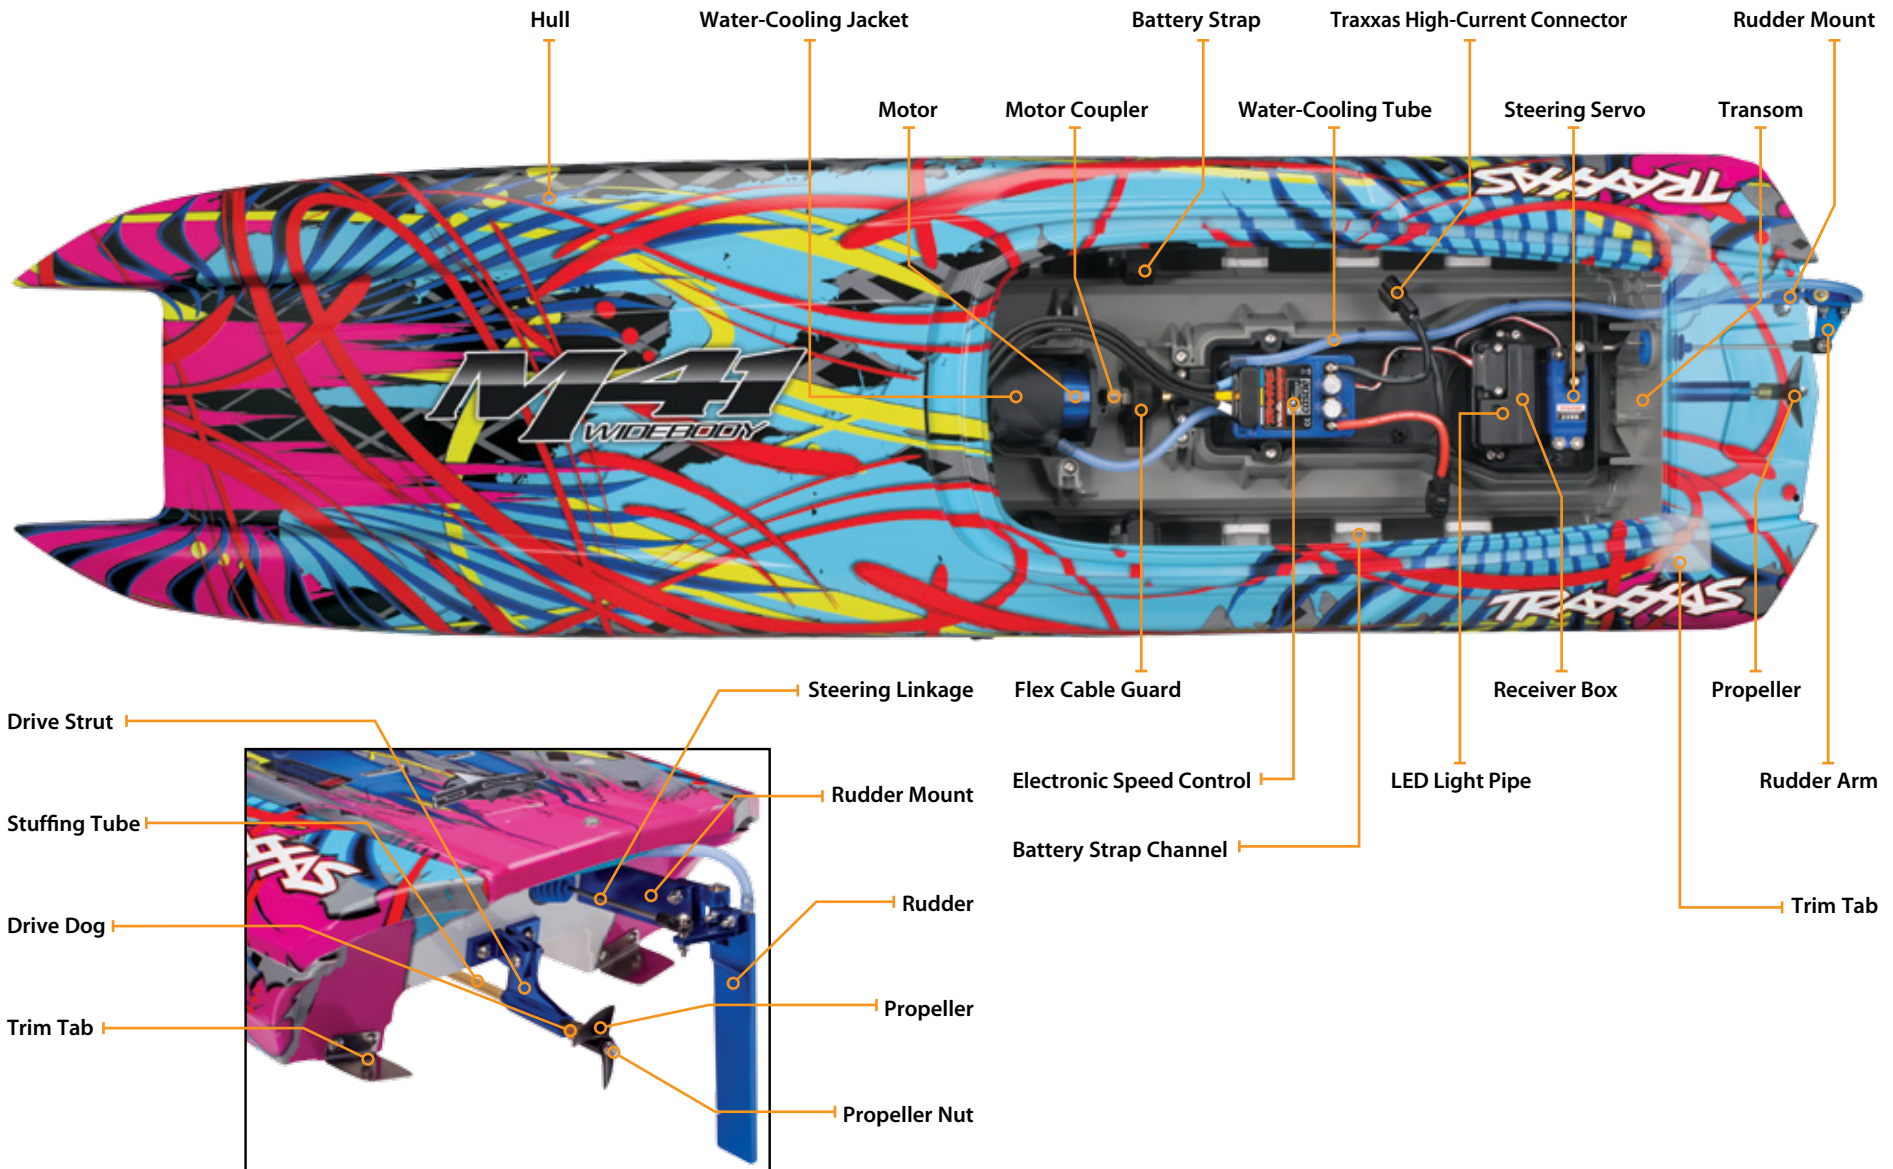 Hull
Water-Cooling Jacket
Battery Strap
Traxxas High-Current Connector
Rudder Mount
Motor
Motor Coupler
Water-Cooling Tube
Steering Servo
Transom
TRAXXAS
M41
WIDEBODY
TRAXXAS
Steering Linkage
Flex Cable Guard
Receiver Box
Propeller
Drive Strut
Electronic Speed Control
LED Light Pipe
Rudder Arm
Rudder Mount
Stuffing Tube
Battery Strap Channel
Rudder
Trim Tab
Drive Dog
Propeller
Trim Tab
Propeller Nut